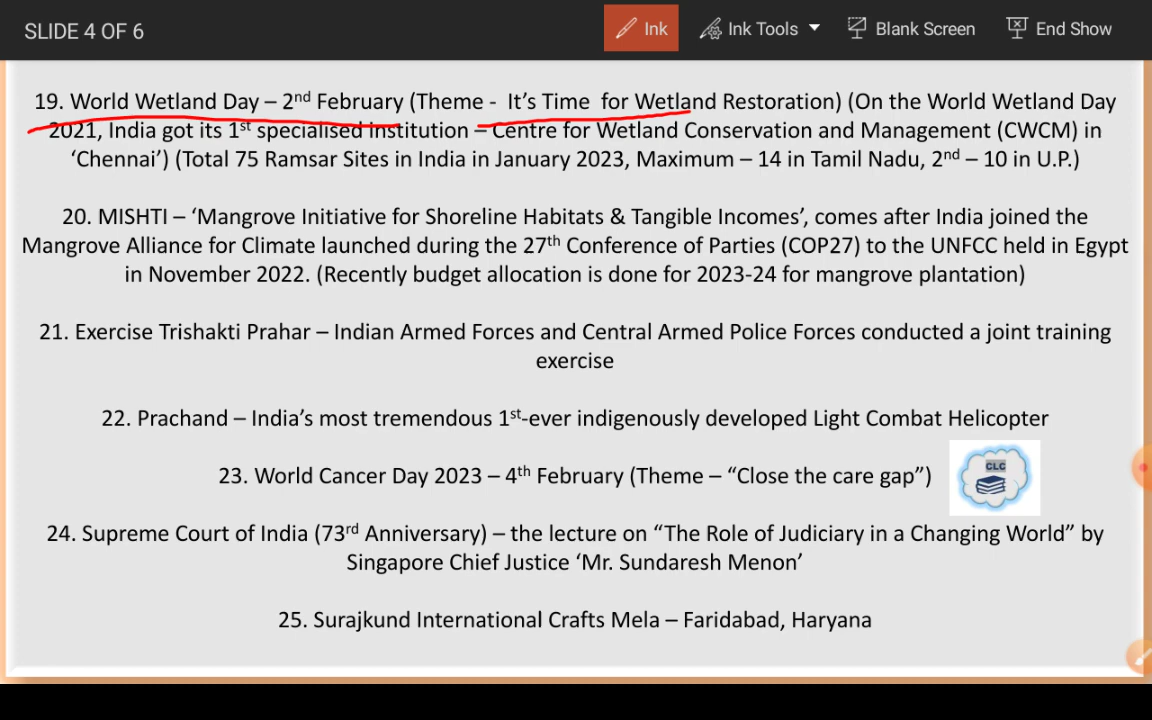 SLIDE 4 OF 6
Ink
Ink Tools
Blank Screen
End Show
19. World Wetland Day – 2nd February (Theme - It's Time for Wetland Restoration) (On the World Wetland Day
2021, India got its 1st specialised institution – Centre for Wetland Conservation and Management (CWCM) in
'Chennai') (Total 75 Ramsar Sites in India in January 2023, Maximum – 14 in Tamil Nadu, 2nd – 10 in U.P.)
20. MISHTI – 'Mangrove Initiative for Shoreline Habitats & Tangible Incomes', comes after India joined the
Mangrove Alliance for Climate launched during the 27th Conference of Parties (COP27) to the UNFCC held in Egypt
in November 2022. (Recently budget allocation is done for 2023-24 for mangrove plantation)
21. Exercise Trishakti Prahar – Indian Armed Forces and Central Armed Police Forces conducted a joint training
exercise
22. Prachand – India's most tremendous 1st-ever indigenously developed Light Combat Helicopter
23. World Cancer Day 2023 – 4th February (Theme – "Close the care gap")
CLC
24. Supreme Court of India (73rd Anniversary) – the lecture on "The Role of Judiciary in a Changing World" by
Singapore Chief Justice 'Mr. Sundaresh Menon'
25. Surajkund International Crafts Mela – Faridabad, Haryana